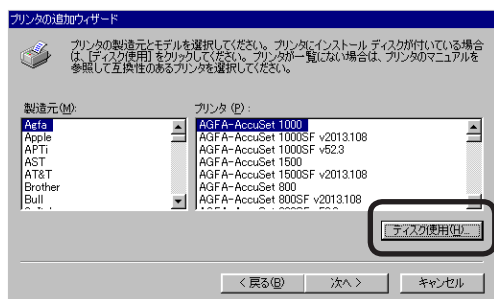 プリンタの追加ウィザード
プリンタの製造元とモデルを選択してください。プリンタにインストール ディスクが付いている場合
は、[ディスク使用] をクリックしてください。プリンタが一覧にない場合は、プリンタのマニュアルを
参照して互換性のあるプリンタを選択してください。
製造元(M):
Agfa
Apple
APTi
AST
AT&T
Brother
Bull
プリンタ (P) :
AGFA-AccuSet 1000
AGFA-AccuSet 1000SF v52.3
AGFA-AccuSet 1000SF v2013.108
AGFA-AccuSet 1500
AGFA-AccuSet 1500SF v2013.108
AGFA-AccuSet 800
AGFA-AccuSet 800SF v2013.108
ディスク使用(H)...
< 戻る(B)
次へ >
キャンセル